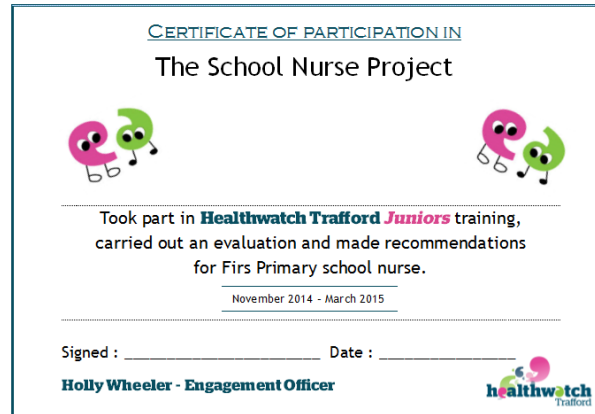 CERTIFICATE OF PARTICIPATION IN
The School Nurse Project
Took part in Healthwatch Trafford Juniors training,
carried out an evaluation and made recommendations
for Firs Primary school nurse.
November 2014 - March 2015
Signed : ______________________ Date : _______________
Holly Wheeler - Engagement Officer
healthwatch
Trafford